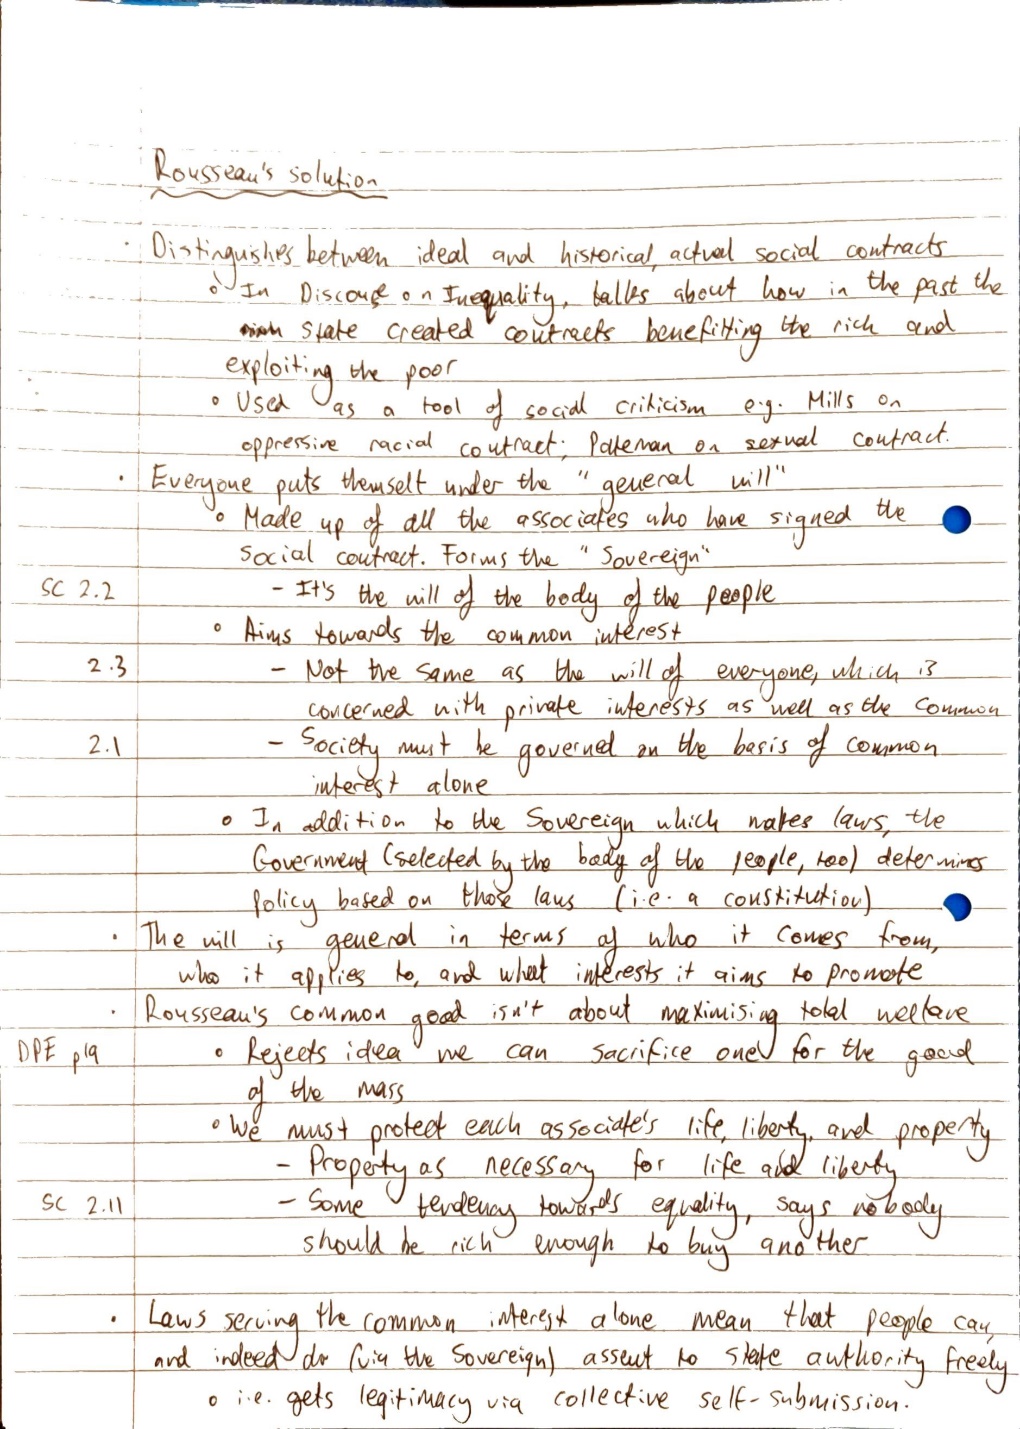 Rousseau's solution
· Distinguishes between ideal and historical, actual social contracts
o In Discourse on Inequality, talks about how in the past the
state created contracts benefitting the rich and
exploiting the poor
o Used as a tool of social criticism e.g. Mills on
oppressive racial contract; Pateman on sexual contract.
· Everyone puts themself under the "general will"
o Made up of all the associates who have signed the
social contract. Forms the "Sovereign"
SC 2.2 - It's the will of the body of the people
o Aims towards the common interest
2.3 - Not the same as the will of everyone, which is
concerned with private interests as well as the common
2.1 - Society must be governed on the basis of common
interest alone
o In addition to the Sovereign which makes laws, the
Government (selected by the body of the people, too) determines
policy based on those laws (i.e. a constitution)
· The will is general in terms of who it comes from,
who it applies to, and what interests it aims to promote
· Rousseau's common good isn't about maximising total welfare
DPE p19 o Rejects idea we can sacrifice one for the good
of the mass
o We must protect each associate's life, liberty, and property
- Property as necessary for life and liberty
SC 2.11 - Some tendency towards equality, says nobody
should be rich enough to buy another
· Laws serving the common interest alone mean that people can,
and indeed do (via the Sovereign) assent to state authority freely
o i.e. gets legitimacy via collective self-submission.